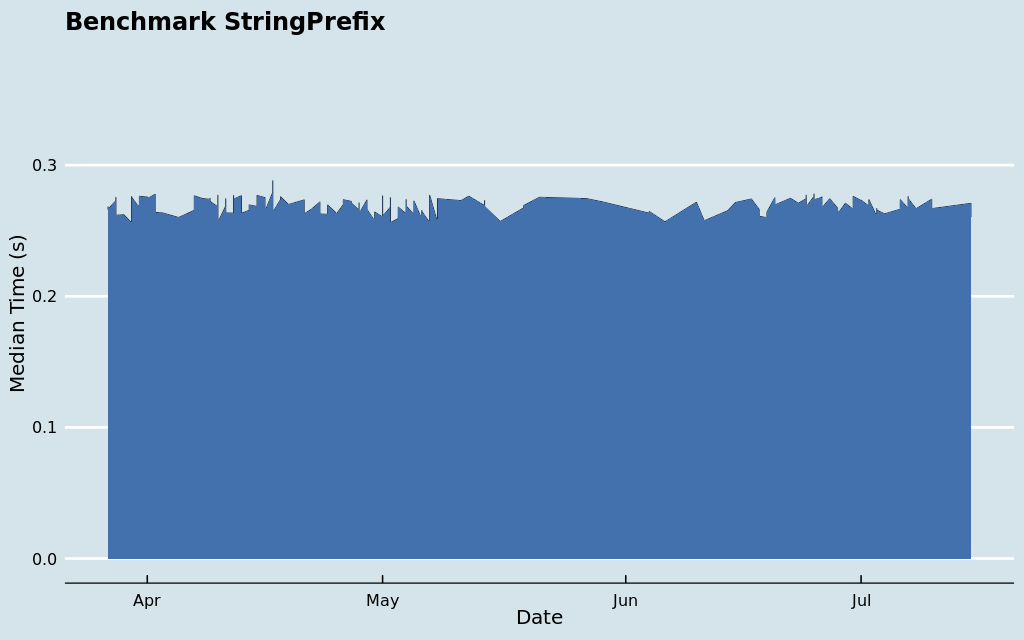 Benchmark StringPrefix
0.3
0.2
0.1
0.0
Median Time (s)
Apr May Jun Jul
Date